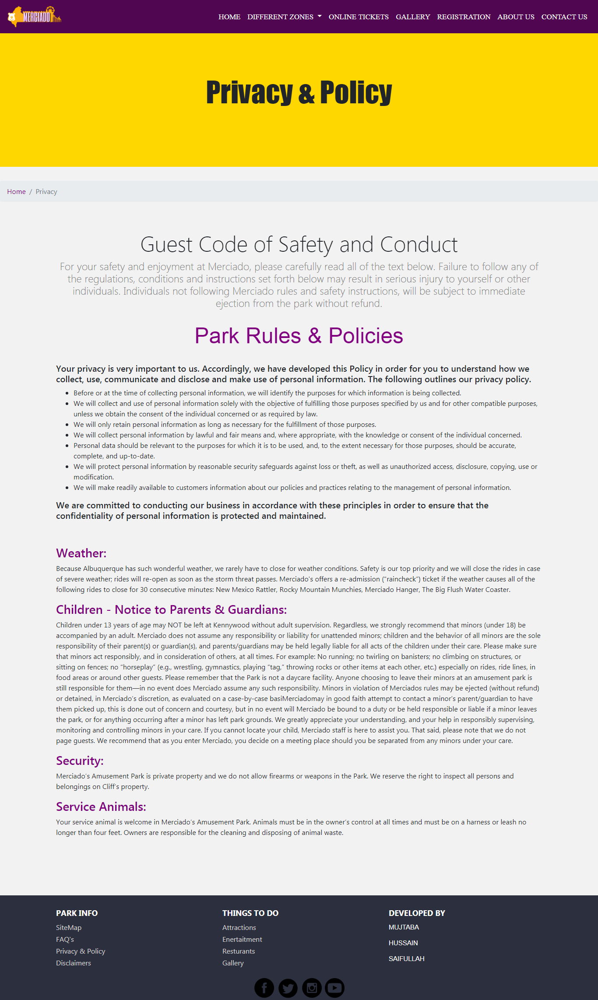 MERCIADO
HOME DIFFERENT ZONES ONLINE TICKETS GALLERY REGISTRATION ABOUT US CONTACT US
Privacy & Policy
Home / Privacy
Guest Code of Safety and Conduct
For your safety and enjoyment at Merciado, please carefully read all of the text below. Failure to follow any of
the regulations, conditions and instructions set forth below may result in serious injury to yourself or other
individuals. Individuals not following Merciado rules and safety instructions, will be subject to immediate
ejection from the park without refund.
Park Rules & Policies
Your privacy is very important to us. Accordingly, we have developed this Policy in order for you to understand how we
collect, use, communicate and disclose and make use of personal information. The following outlines our privacy policy.
• Before or at the time of collecting personal information, we will identify the purposes for which information is being collected.
• We will collect and use of personal information solely with the objective of fulfilling those purposes specified by us and for other compatible purposes,
unless we obtain the consent of the individual concerned or as required by law.
• We will only retain personal information as long as necessary for the fulfillment of those purposes.
• We will collect personal information by lawful and fair means and, where appropriate, with the knowledge or consent of the individual concerned.
• Personal data should be relevant to the purposes for which it is to be used, and, to the extent necessary for those purposes, should be accurate,
complete, and up-to-date.
• We will protect personal information by reasonable security safeguards against loss or theft, as well as unauthorized access, disclosure, copying, use or
modification.
• We will make readily available to customers information about our policies and practices relating to the management of personal information.
We are committed to conducting our business in accordance with these principles in order to ensure that the
confidentiality of personal information is protected and maintained.
Weather:
Because Albuquerque has such wonderful weather, we rarely have to close for weather conditions. Safety is our top priority and we will close the rides in case
of severe weather; rides will re-open as soon as the storm threat passes. Merciado's offers a re-admission (“raincheck”) ticket if the weather causes all of the
following rides to close for 30 consecutive minutes: New Mexico Rattler, Rocky Mountain Munchies, Merciado Hanger, The Big Flush Water Coaster.
Children - Notice to Parents & Guardians:
Children under 13 years of age may NOT be left at Kennywood without adult supervision. Regardless, we strongly recommend that minors (under 18) be
accompanied by an adult. Merciado does not assume any responsibility or liability for unattended minors; children and the behavior of all minors are the sole
responsibility of their parent(s) or guardian(s), and parents/guardians may be held legally liable for all acts of the children under their care. Please make sure
that minors act responsibly, and in consideration of others, at all times. For example: No running; no twirling on banisters; no climbing on structures, or
sitting on fences; no “horseplay” (e.g., wrestling, gymnastics, playing “tag,” throwing rocks or other items at each other, etc.) especially on rides, ride lines, in
food areas or around other guests. Please remember that the Park is not a daycare facility. Anyone choosing to leave their minors at an amusement park is
still responsible for them—in no event does Merciado assume any such responsibility. Minors in violation of Merciados rules may be ejected (without refund)
or detained, in Merciado’s discretion, as evaluated on a case-by-case basiMerciadomay in good faith attempt to contact a minor’s parent/guardian to have
them picked up, this is done out of concern and courtesy, but in no event will Merciado be bound to a duty or be held responsible or liable if a minor leaves
the park, or for anything occurring after a minor has left park grounds. We greatly appreciate your understanding, and your help in responsibly supervising,
monitoring and controlling minors in your care. If you cannot locate your child, Merciado staff is here to assist you. That said, please note that we do not
page guests. We recommend that as you enter Merciado, you decide on a meeting place should you be separated from any minors under your care.
Security:
Merciado’s Amusement Park is private property and we do not allow firearms or weapons in the Park. We reserve the right to inspect all persons and
belongings on Cliff’s property.
Service Animals:
Your service animal is welcome in Merciado’s Amusement Park. Animals must be in the owner’s control at all times and must be on a harness or leash no
longer than four feet. Owners are responsible for the cleaning and disposing of animal waste.
PARK INFO
SiteMap
FAQ's
Privacy & Policy
Disclaimers
THINGS TO DO
Attractions
Enertaitment
Resturants
Gallery
DEVELOPED BY
MUJTABA
HUSSAIN
SAIFULLAH